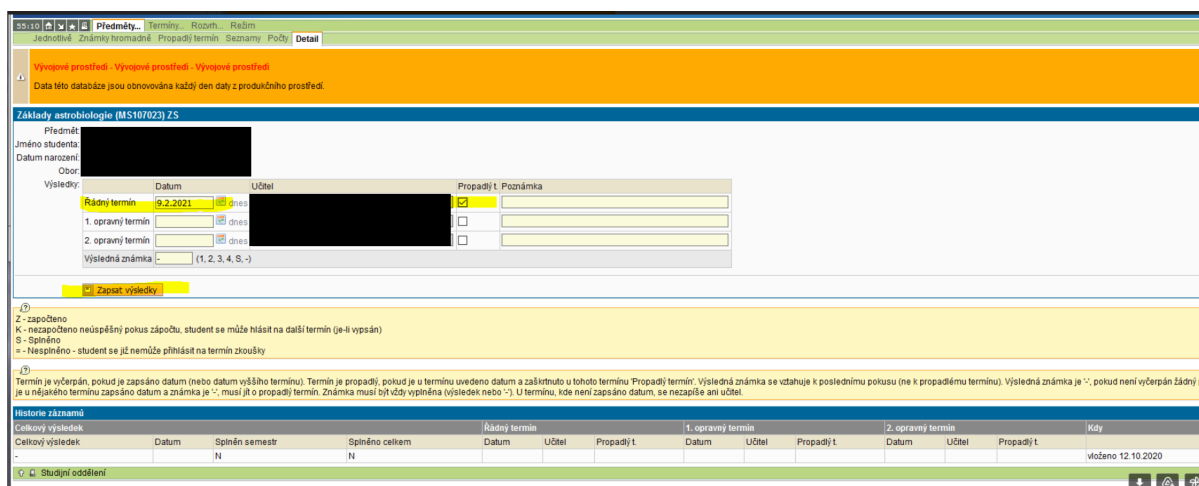 55:10 Předměty... Termíny... Rozvrh... Režim
Jednotlivě Známky hromadně Propadlý termín Seznamy Počty Detail
Vývojové prostředí - Vývojové prostředí - Vývojové prostředí
Data této databáze jsou obnovována každý den daty z produkčního prostředí.
Základy astrobiologie (MS107023) ZS
Předmět:
Jméno studenta:
Datum narození:
Obor:
Výsledky: Datum Učitel Propadlý t. Poznámka
Řádný termín 9.2.2021 dnes
1. opravný termín dnes
2. opravný termín dnes
Výsledná známka - (1, 2, 3, 4, S, -)
Zapsat výsledky
Z - započteno
K - nezapočteno neúspěšný pokus zápočtu, student se může hlásit na další termín (je-li vypsán)
S - Splněno
= - Nesplněno - student se již nemůže přihlásit na termín zkoušky
Termín je vyčerpán, pokud je zapsáno datum (nebo datum vyššího termínu). Termín je propadlý, pokud je u termínu uvedeno datum a zaškrtnuto u tohoto termínu 'Propadlý termín'. Výsledná známka se vztahuje k poslednímu pokusu (ne k propadlému termínu). Výsledná známka je '-', pokud není vyčerpán žádný
je u nějakého termínu zapsáno datum a známka je '-', musí jít o propadlý termín. Známka musí být vždy vyplněna (výsledek nebo '-'). U termínu, kde není zapsáno datum, se nezapíše ani učitel.
Historie záznamů
Celkový výsledek Řádný termín 1. opravný termín 2. opravný termín Kdy
Celkový výsledek Datum Splněn semestr Splněno celkem Datum Učitel Propadlý t. Datum Učitel Propadlý t. Datum Učitel Propadlý t.
- N N vloženo 12.10.2020
Studijní oddělení